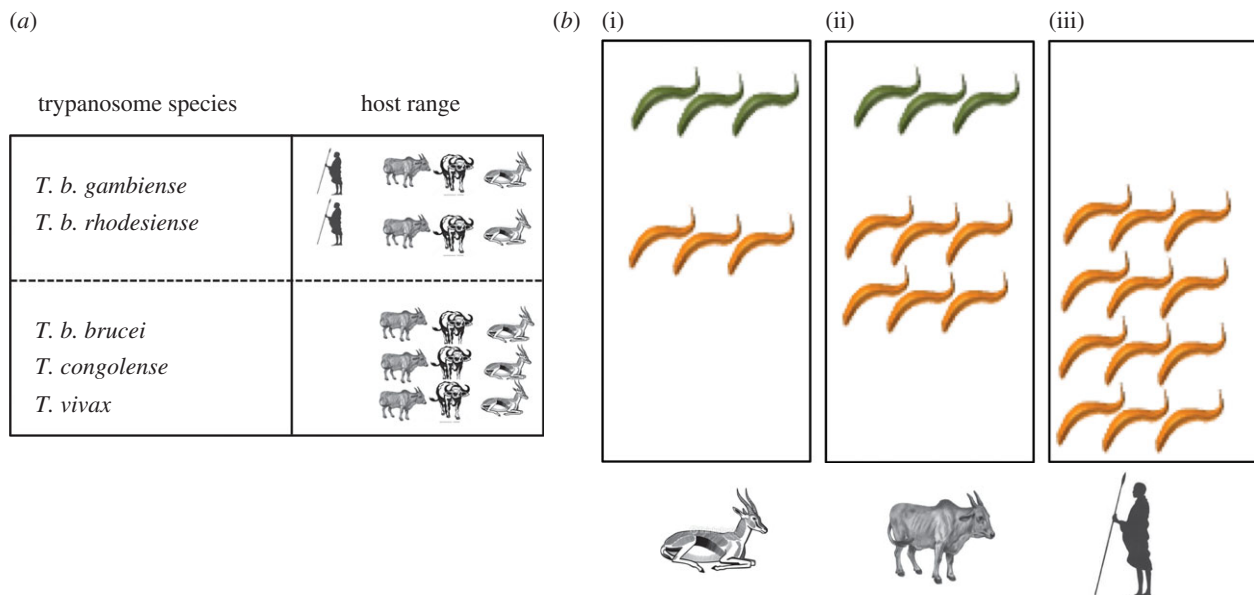 (a)
trypanosome species host range
T. b. gambiense
T. b. rhodesiense
T. b. brucei
T. congolense
T. vivax
(b) (i) (ii) (iii)